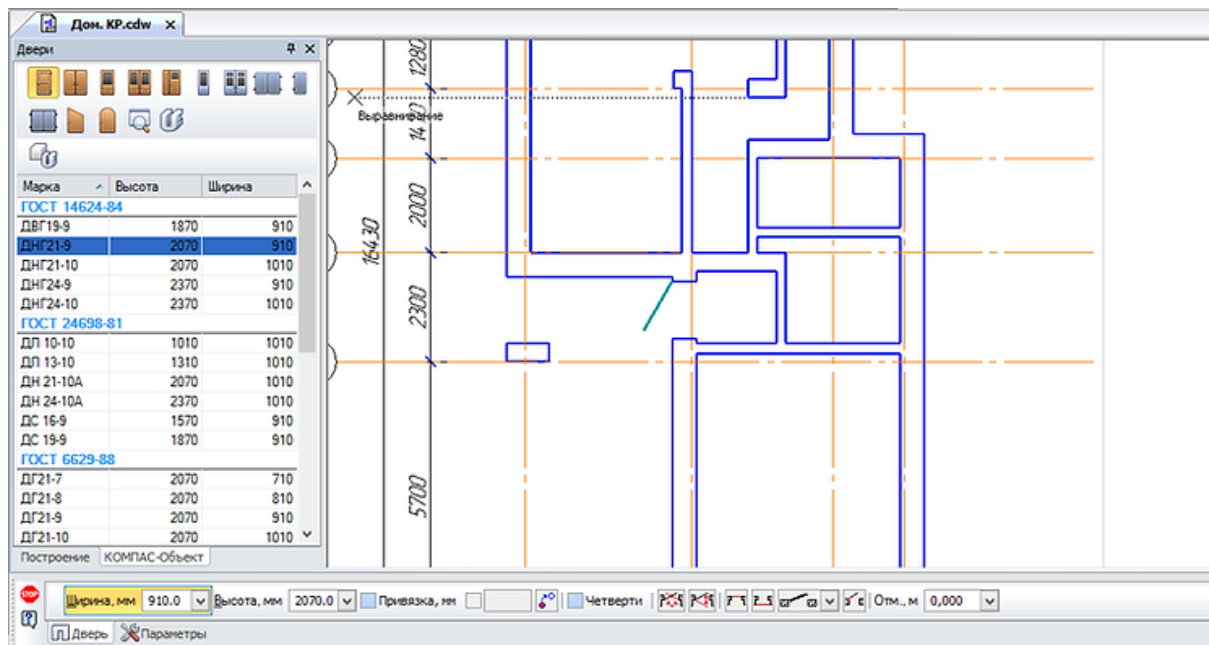 Дом. KP.cdw
Двери
Марка Высота Ширина
ГОСТ 14624-84
ДВГ19-9 1870 910
ДНГ21-9 2070 910
ДНГ21-10 2070 1010
ДНГ24-9 2370 910
ДНГ24-10 2370 1010
ГОСТ 24698-81
ДЛ 10-10 1010 1010
ДЛ 13-10 1310 1010
ДН 21-10А 2070 1010
ДН 24-10А 2370 1010
ДС 16-9 1570 910
ДС 19-9 1870 910
ГОСТ 6629-88
ДГ21-7 2070 710
ДГ21-8 2070 810
ДГ21-9 2070 910
ДГ21-10 2070 1010
Построение КОМПАС-Объект
1280
Выравнивание
2000
16430
2300
5700
STOP
Ширина, мм 910.0 Высота, мм 2070.0 Привязка, мм Четверти Отм., м 0,000
Дверь Параметры